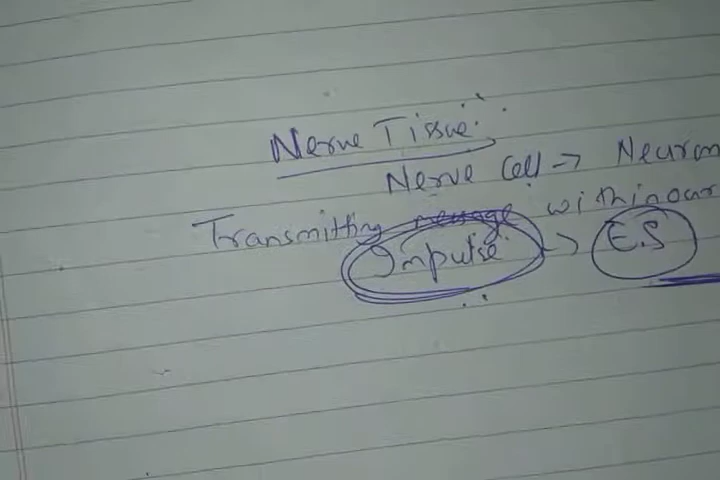 Nerve Tissue:
Nerve Cell → Neuron
Transmitting message within our
Impulse → E.S